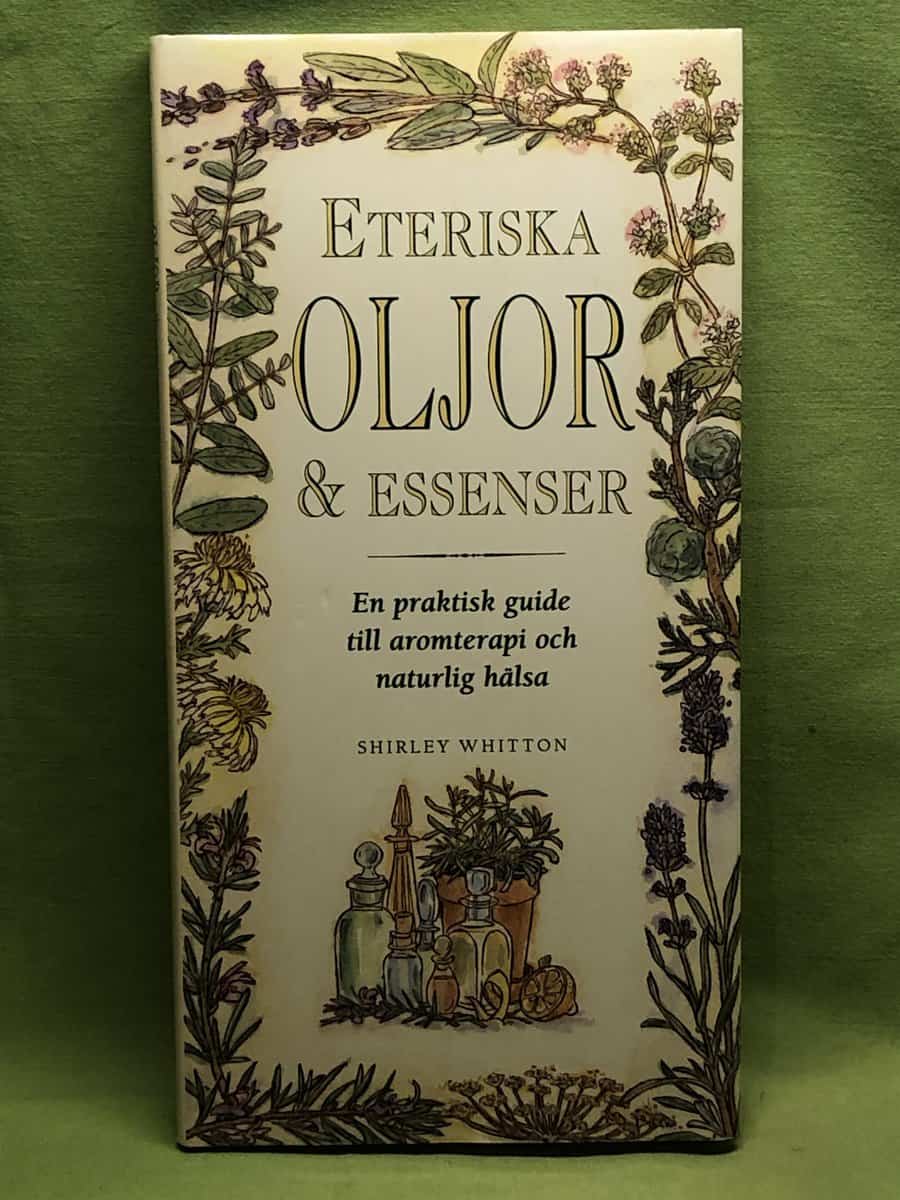 ETERISKA
OLJOR
& ESSENSER
En praktisk guide
till aromterapi och
naturlig hälsa
SHIRLEY WHITTON